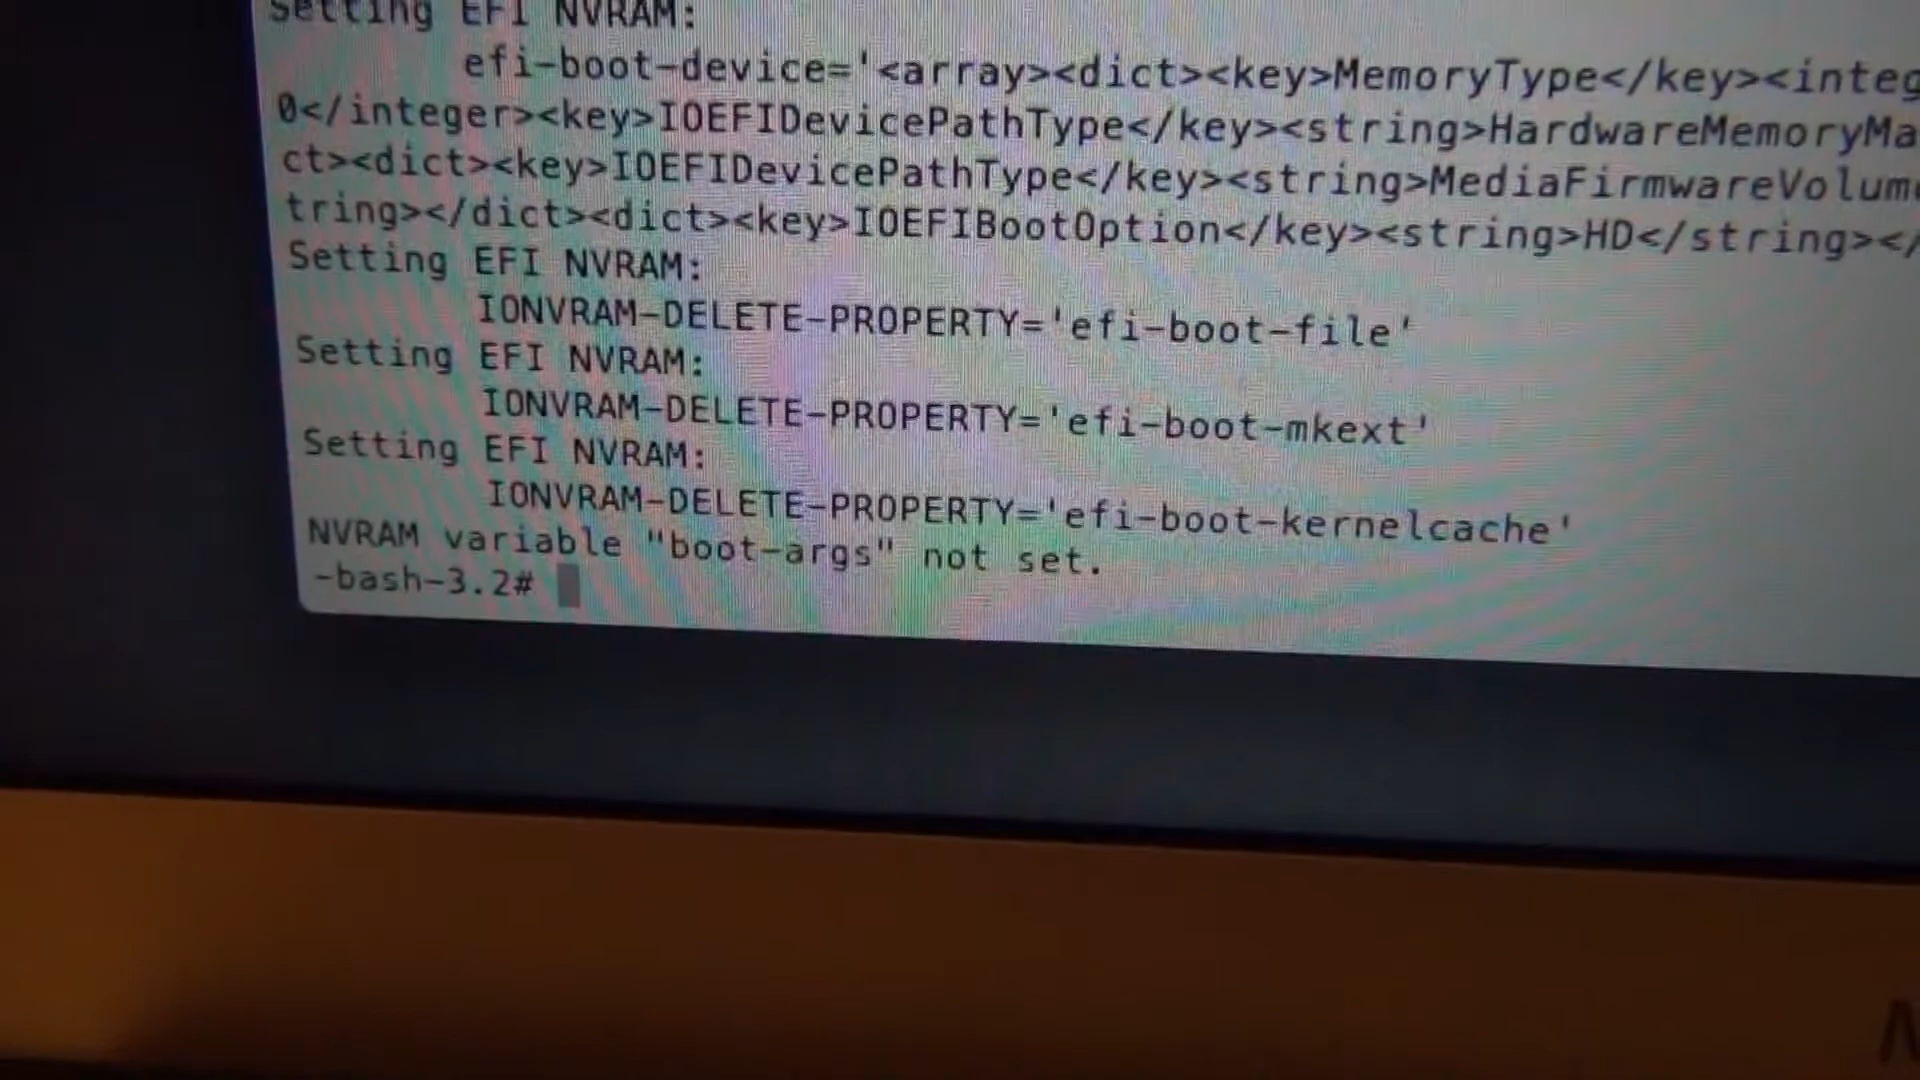 Setting EFI NVRAM:
efi-boot-device='<array><dict><key>MemoryType</key><integ
0</integer><key>IOEFIDevicePathType</key><string>HardwareMemoryMa
ct><dict><key>IOEFIDevicePathType</key><string>MediaFirmwareVolum
tring></dict><dict><key>IOEFIBootOption</key><string>HD</string></
Setting EFI NVRAM:
IONVRAM-DELETE-PROPERTY='efi-boot-file'
Setting EFI NVRAM:
IONVRAM-DELETE-PROPERTY='efi-boot-mkext'
Setting EFI NVRAM:
IONVRAM-DELETE-PROPERTY='efi-boot-kernelcache'
NVRAM variable "boot-args" not set.
-bash-3.2#